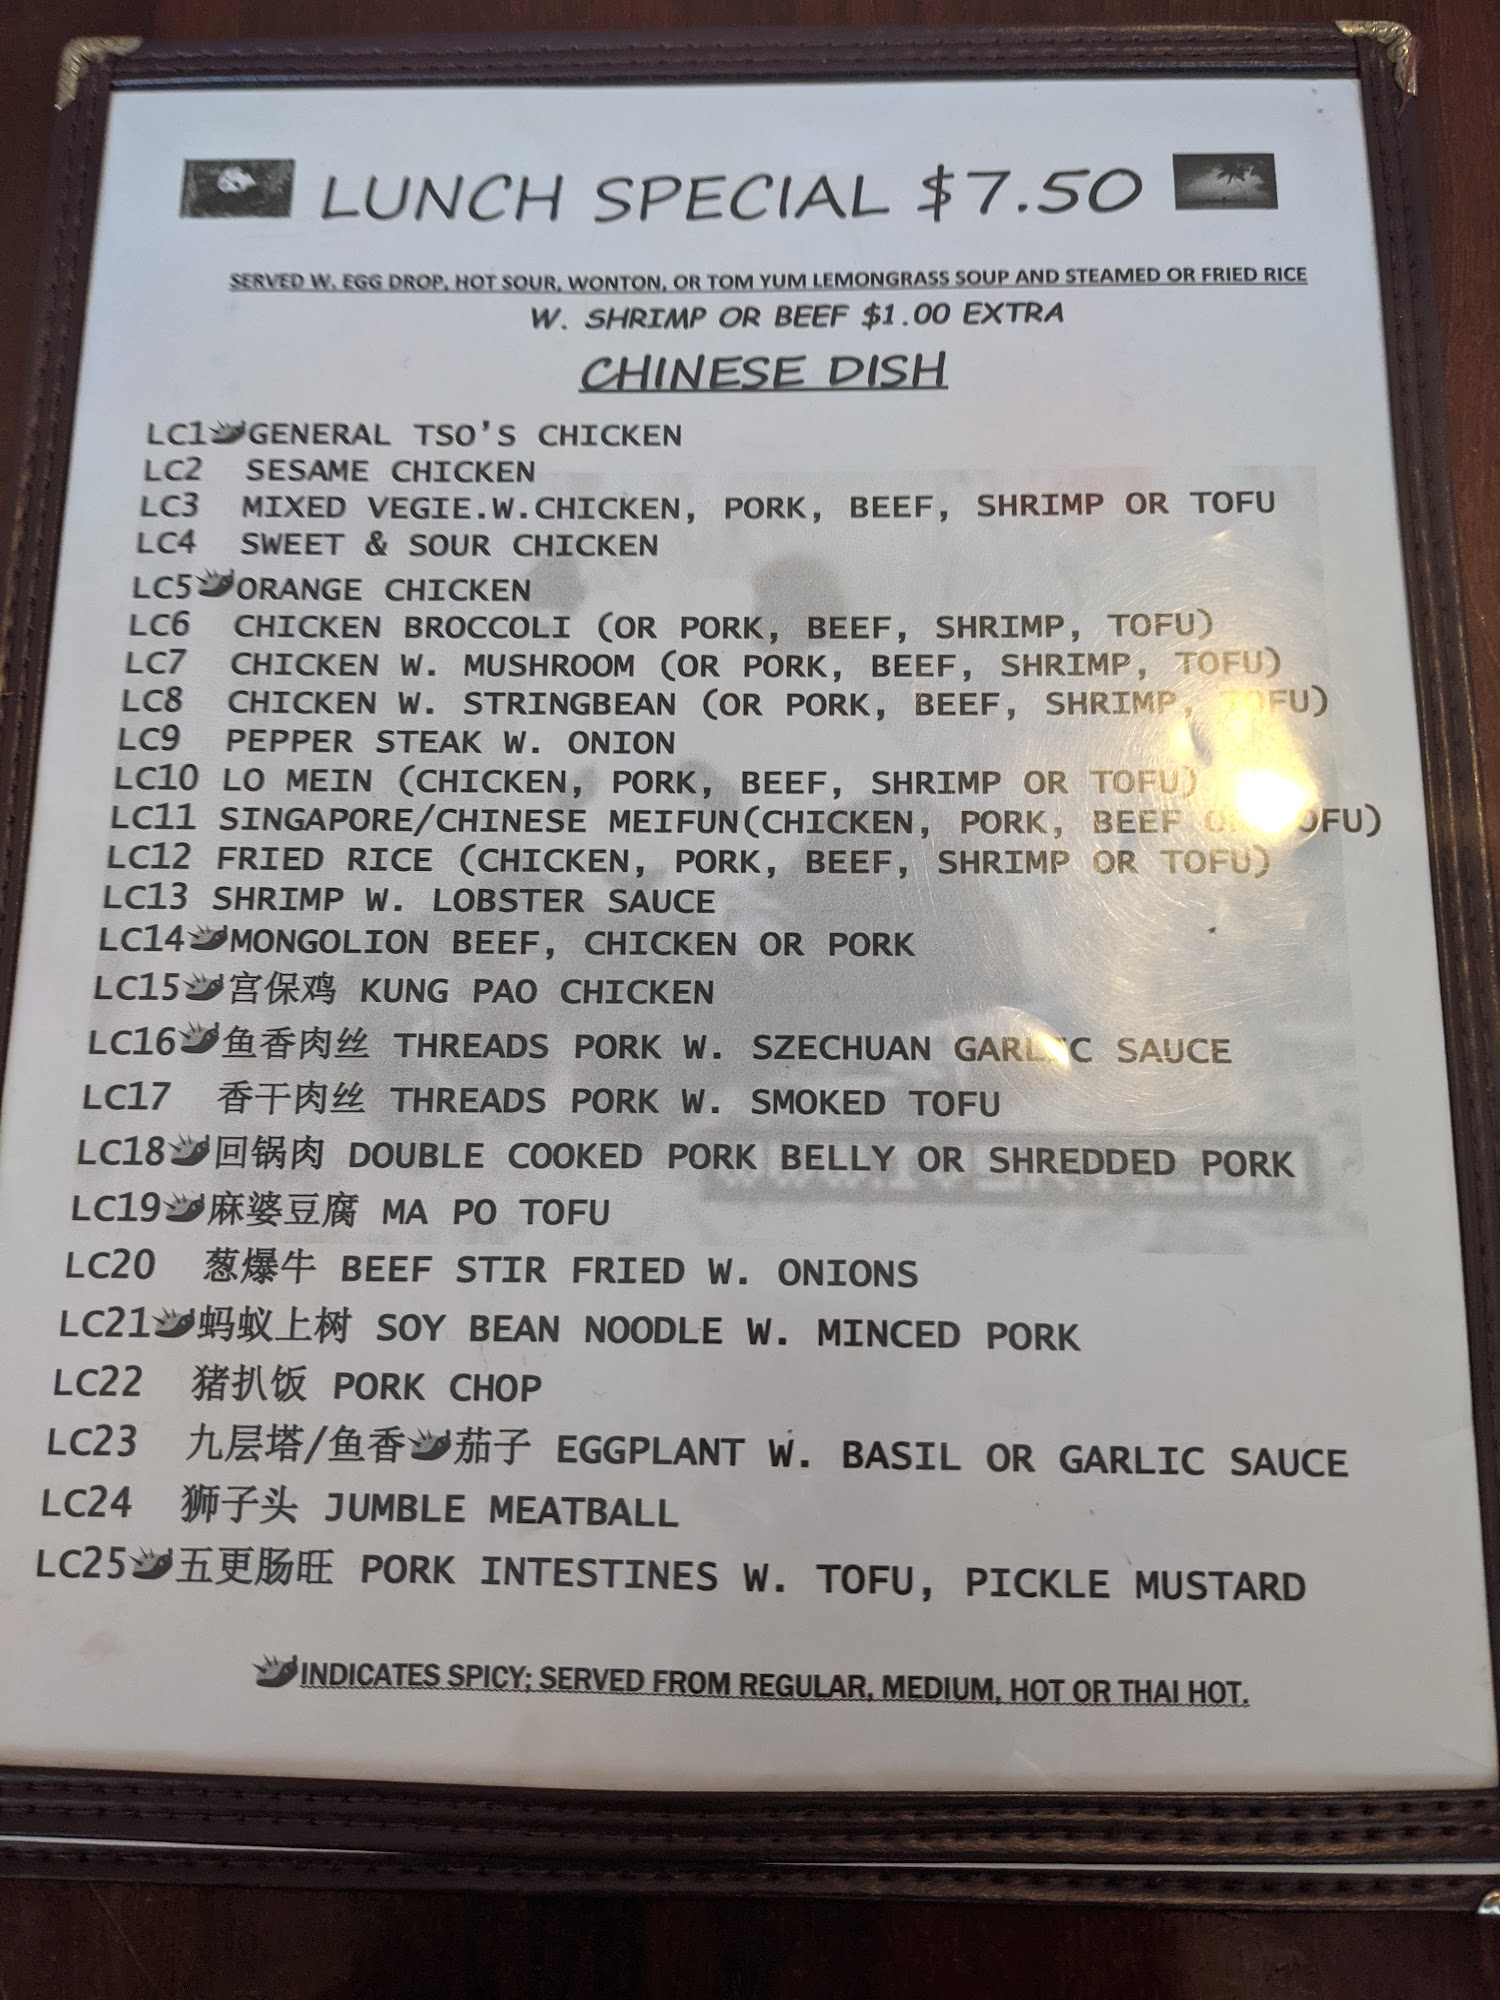 LUNCH SPECIAL $7.50
SERVED W. EGG DROP, HOT SOUR, WONTON, OR TOM YUM LEMONGRASS SOUP AND STEAMED OR FRIED RICE
W. SHRIMP OR BEEF $1.00 EXTRA
CHINESE DISH
LC1 GENERAL TSO'S CHICKEN
LC2 SESAME CHICKEN
LC3 MIXED VEGIE.W.CHICKEN, PORK, BEEF, SHRIMP OR TOFU
LC4 SWEET & SOUR CHICKEN
LC5 ORANGE CHICKEN
LC6 CHICKEN BROCCOLI (OR PORK, BEEF, SHRIMP, TOFU)
LC7 CHICKEN W. MUSHROOM (OR PORK, BEEF, SHRIMP, TOFU)
LC8 CHICKEN W. STRINGBEAN (OR PORK, BEEF, SHRIMP, TOFU)
LC9 PEPPER STEAK W. ONION
LC10 LO MEIN (CHICKEN, PORK, BEEF, SHRIMP OR TOFU)
LC11 SINGAPORE/CHINESE MEIFUN(CHICKEN, PORK, BEEF OR TOFU)
LC12 FRIED RICE (CHICKEN, PORK, BEEF, SHRIMP OR TOFU)
LC13 SHRIMP W. LOBSTER SAUCE
LC14 MONGOLION BEEF, CHICKEN OR PORK
LC15 宫保鸡 KUNG PAO CHICKEN
LC16 鱼香肉丝 THREADS PORK W. SZECHUAN GARLIC SAUCE
LC17 香干肉丝 THREADS PORK W. SMOKED TOFU
LC18 回锅肉 DOUBLE COOKED PORK BELLY OR SHREDDED PORK
LC19 麻婆豆腐 MA PO TOFU
LC20 葱爆牛 BEEF STIR FRIED W. ONIONS
LC21 蚂蚁上树 SOY BEAN NOODLE W. MINCED PORK
LC22 猪扒饭 PORK CHOP
LC23 九层塔/鱼香 茄子 EGGPLANT W. BASIL OR GARLIC SAUCE
LC24 狮子头 JUMBLE MEATBALL
LC25 五更肠旺 PORK INTESTINES W. TOFU, PICKLE MUSTARD
INDICATES SPICY; SERVED FROM REGULAR, MEDIUM, HOT OR THAI HOT.